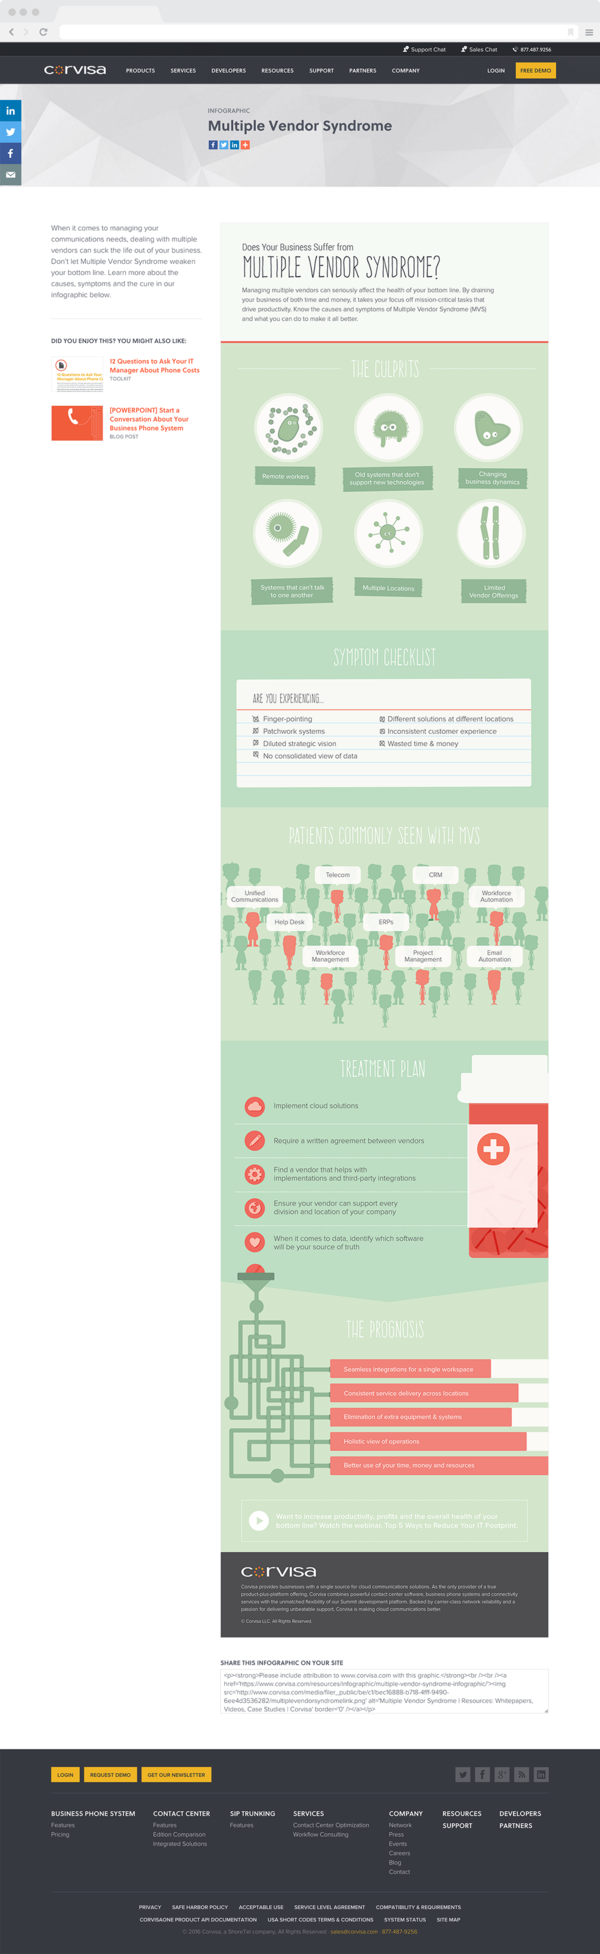 Support Chat
Sales Chat
877.487.9256
corvisa
PRODUCTS
SERVICES
DEVELOPERS
RESOURCES
SUPPORT
PARTNERS
COMPANY
LOGIN
FREE DEMO
INFOGRAPHIC
Multiple Vendor Syndrome
When it comes to managing your
communications needs, dealing with multiple
vendors can suck the life out of your business.
Don't let Multiple Vendor Syndrome weaken
your bottom line. Learn more about the
causes, symptoms and the cure in our
infographic below.
DID YOU ENJOY THIS? YOU MIGHT ALSO LIKE:
12 Questions to Ask Your IT
Manager About Phone Costs
TOOLKIT
[POWERPOINT] Start a
Conversation About Your
Business Phone System
BLOG POST
Does Your Business Suffer from
MULTIPLE VENDOR SYNDROME?
Managing multiple vendors can seriously affect the health of your bottom line. By draining
your business of both time and money, it takes your focus off mission-critical tasks that
drive productivity. Know the causes and symptoms of Multiple Vendor Syndrome (MVS)
and what you can do to make it all better.
THE CULPRITS
Remote workers
Old systems that don't
support new technologies
Changing
business dynamics
Systems that can't talk
to one another
Multiple Locations
Limited
Vendor Offerings
SYMPTOM CHECKLIST
ARE YOU EXPERIENCING...
Finger-pointing
Patchwork systems
Diluted strategic vision
No consolidated view of data
Different solutions at different locations
Inconsistent customer experience
Wasted time & money
PATIENTS COMMONLY SEEN WITH MVS
Telecom
CRM
Unified
Communications
Workforce
Automation
Help Desk
ERPs
Workforce
Management
Project
Management
Email
Automation
TREATMENT PLAN
Implement cloud solutions
Require a written agreement between vendors
Find a vendor that helps with
implementations and third-party integrations
Ensure your vendor can support every
division and location of your company
When it comes to data, identify which software
will be your source of truth
THE PROGNOSIS
Seamless integrations for a single workspace
Consistent service delivery across locations
Elimination of extra equipment & systems
Holistic view of operations
Better use of your time, money and resources
Want to increase productivity, profits and the overall health of your
bottom line? Watch the webinar: Top 5 Ways to Reduce Your IT Footprint.
corvisa
Corvisa provides businesses with a single source for cloud communications solutions. As the only provider of a true
product-plus-platform offering, Corvisa combines powerful contact center software, business phone systems and connectivity
services with the unmatched flexibility of our Summit development platform. Backed by carrier-class network reliability and a
passion for delivering unbeatable support, Corvisa is making cloud communications better.
© Corvisa LLC. All Rights Reserved
SHARE THIS INFOGRAPHIC ON YOUR SITE
<p><strong>Please include attribution to www.corvisa.com with this graphic.</strong><br /><br /><a
href='https://www.corvisa.com/resources/infographic/multiple-vendor-syndrome-infographic/'><img
6ee4d3536282/multiplevendorsyndromelink.png' alt='Multiple Vendor Syndrome | Resources: Whitepapers,
Videos, Case Studies | Corvisa' border='0' /></a></p>
LOGIN
REQUEST DEMO
GET OUR NEWSLETTER
BUSINESS PHONE SYSTEM
Features
Pricing
CONTACT CENTER
Features
Edition Comparison
Integrated Solutions
SIP TRUNKING
Features
SERVICES
Contact Center Optimization
Workflow Consulting
COMPANY
Network
Press
Events
Careers
Blog
Contact
RESOURCES
SUPPORT
DEVELOPERS
PARTNERS
PRIVACY
SAFE HARBOR POLICY
ACCEPTABLE USE
SERVICE LEVEL AGREEMENT
COMPATIBILITY & REQUIREMENTS
CORVISAONE PRODUCT API DOCUMENTATION
USA SHORT CODES TERMS & CONDITIONS
SYSTEM STATUS
SITE MAP
© 2016 Corvisa, a ShoreTel company. All Rights Reserved · sales@corvisa.com · 877-487-9256